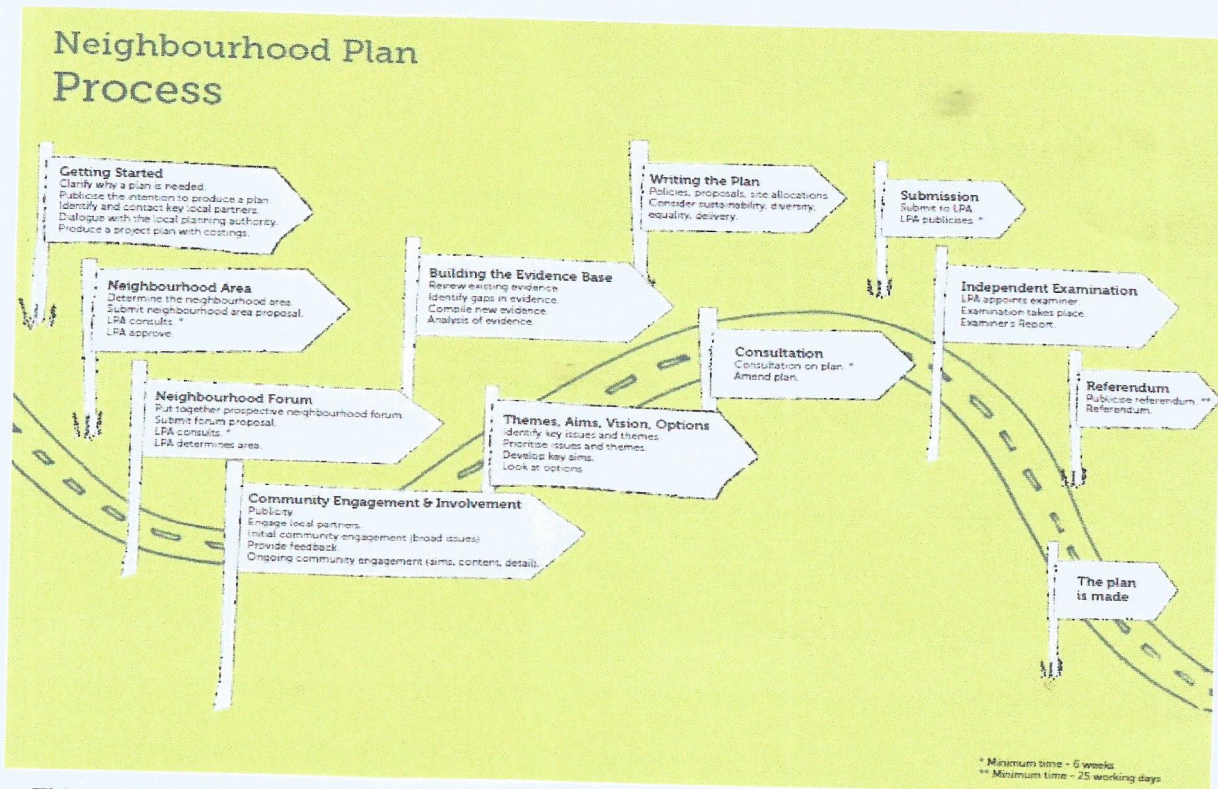 Neighbourhood Plan
Process
Getting Started
Clarify why a plan is needed.
Publicise the intention to produce a plan.
Identify and contact key local partners.
Dialogue with the local planning authority.
Produce a project plan with costings.
Neighbourhood Area
Determine the neighbourhood area
Submit neighbourhood area proposal.
LPA consults. *
LPA approve.
Neighbourhood Forum
Put together prospective neighbourhood forum.
Submit forum proposal.
LPA consults. *
LPA determines area.
Community Engagement & Involvement
Publicity.
Engage local partners.
Initial community engagement (broad issues)
Provide feedback.
Ongoing community engagement (aims, content, detail).
Building the Evidence Base
Review existing evidence.
Identify gaps in evidence.
Compile new evidence.
Analysis of evidence.
Themes, Aims, Vision, Options
Identify key issues and themes.
Prioritise issues and themes.
Develop key aims.
Look at options.
Writing the Plan
Policies, proposals, site allocations.
Consider sustainability, diversity,
equality, delivery.
Consultation
Consultation on plan. *
Amend plan.
Submission
Submit to LPA
LPA publicises. *
Independent Examination
LPA appoints examiner.
Examination takes place.
Examiner's Report.
Referendum
Publicise referendum. **
Referendum.
The plan
is made
* Minimum time - 6 weeks
** Minimum time - 25 working days